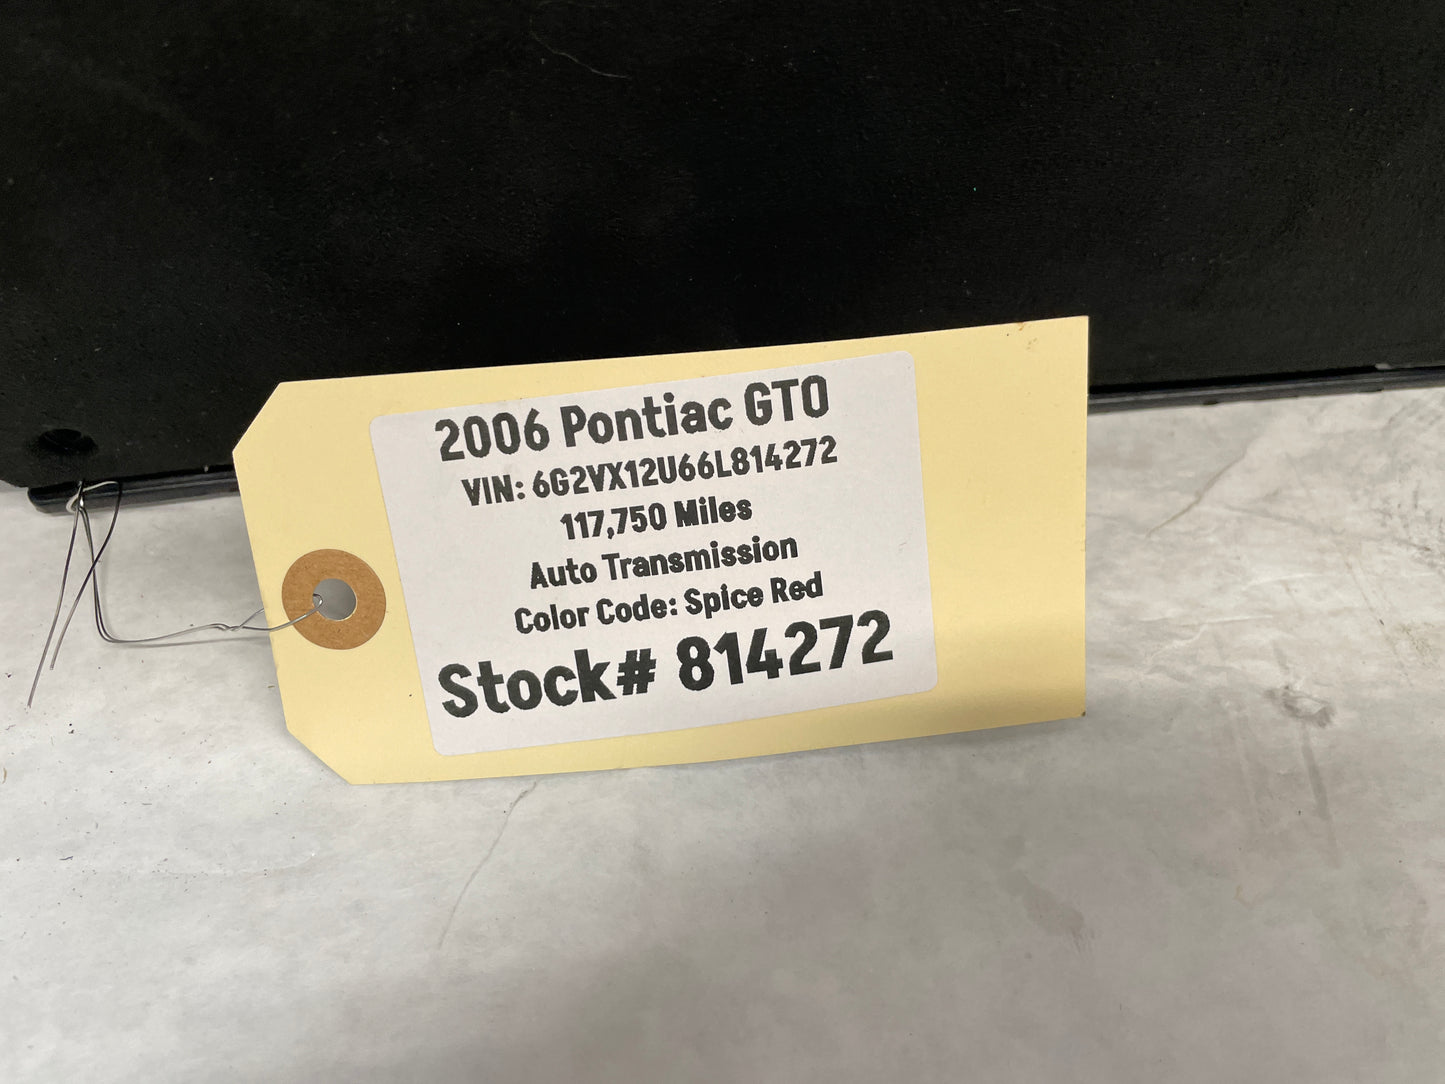 2006 Pontiac GTO
VIN: 6G2VX12U66L814272
117,750 Miles
Auto Transmission
Color Code: Spice Red
Stock# 814272